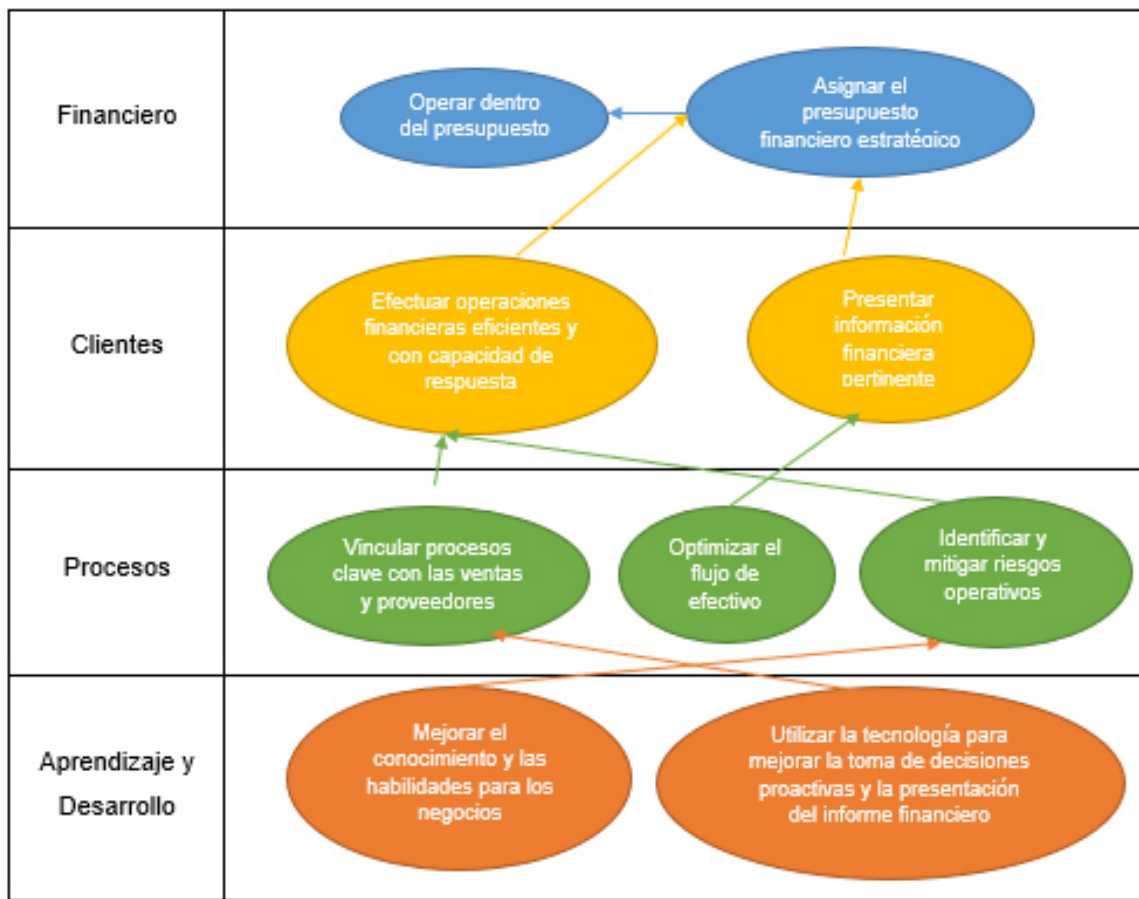 Financiero
Operar dentro
del presupuesto
Asignar el
presupuesto
financiero estratégico
Clientes
Efectuar operaciones
financieras eficientes y
con capacidad de
respuesta
Presentar
información
financiera
pertinente
Procesos
Vincular procesos
clave con las ventas
y proveedores
Optimizar el
flujo de
efectivo
Identificar y
mitigar riesgos
operativos
Aprendizaje y
Desarrollo
Mejorar el
conocimiento y las
habilidades para los
negocios
Utilizar la tecnología para
mejorar la toma de decisiones
proactivas y la presentación
del informe financiero